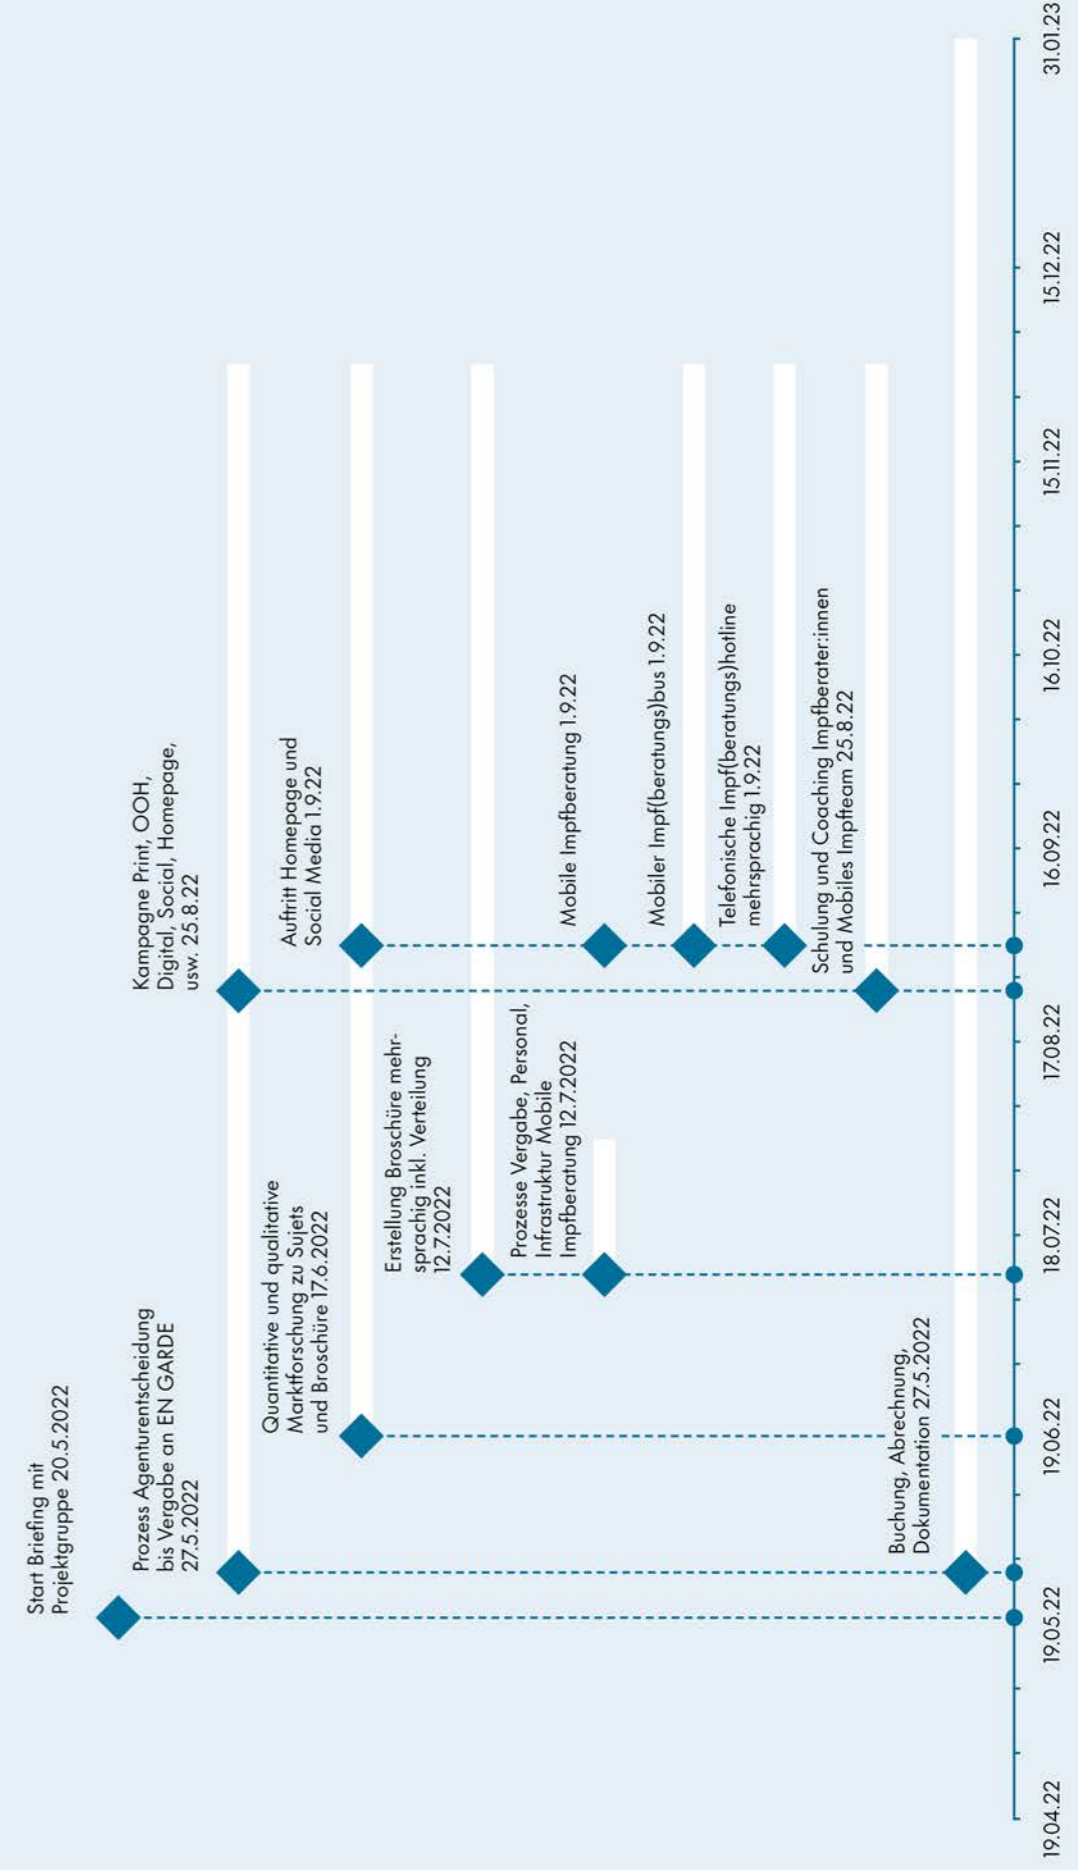 Start Briefing mit
Projektgruppe 20.5.2022
Prozess Agenturentscheidung
bis Vergabe an EN GARDE
27.5.2022
Kampagne Print, OOH,
Digital, Social, Homepage,
usw. 25.8.22
Quantitative und qualitative
Marktforschung zu Sujets
und Broschüre 17.6.2022
Auftritt Homepage und
Social Media 1.9.22
Erstellung Broschüre mehr-
sprachig inkl. Verteilung
12.7.2022
Prozesse Vergabe, Personal,
Infrastruktur Mobile
Impfberatung 12.7.2022
Mobile Impfberatung 1.9.22
Mobiler Impf(beratungs)bus 1.9.22
Telefonische Impf(beratungs)hotline
mehrsprachig 1.9.22
Schulung und Coaching Impfberater:innen
und Mobiles Impfteam 25.8.22
Buchung, Abrechnung,
Dokumentation 27.5.2022
19.04.22
19.05.22
19.06.22
18.07.22
17.08.22
16.09.22
16.10.22
15.11.22
15.12.22
31.01.23